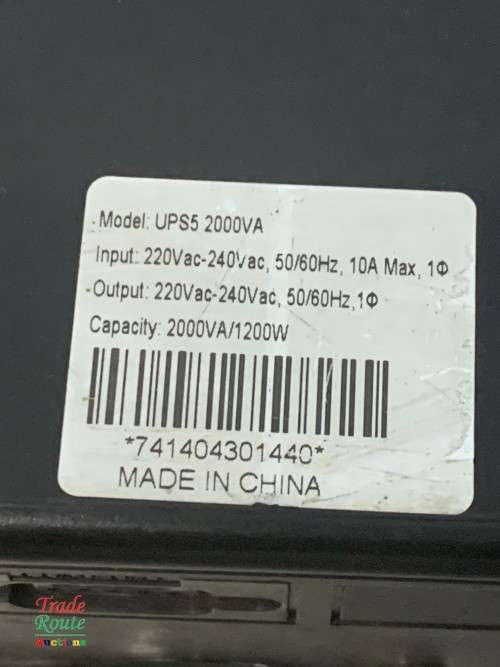 Model: UPS5 2000VA
Input: 220Vac-240Vac, 50/60Hz, 10A Max, 1Φ
Output: 220Vac-240Vac, 50/60Hz,1Φ
Capacity: 2000VA/1200W
*741404301440*
MADE IN CHINA
Trade
Route
auctions